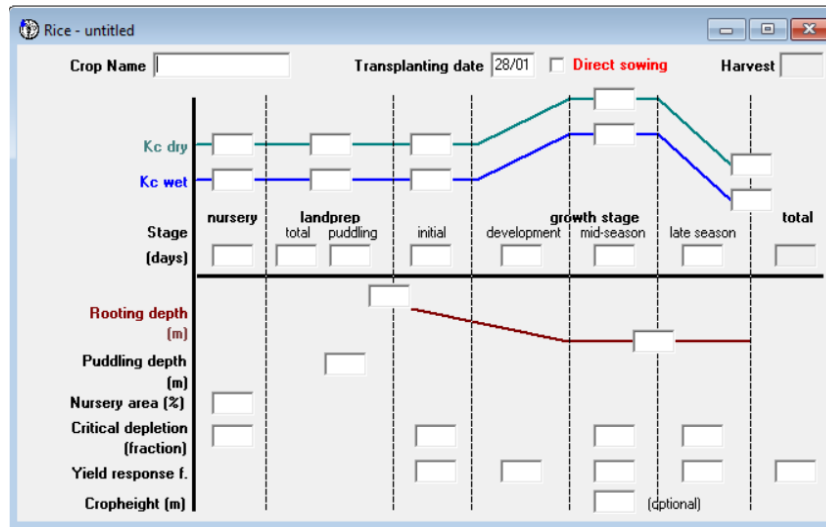 Rice - untitled
Crop Name Transplanting date 28/01 Direct sowing Harvest
Kc dry
Kc wet
nursery landprep growth stage total
Stage total puddling initial development mid-season late season
(days)
Rooting depth
(m)
Puddling depth
(m)
Nursery area (%)
Critical depletion
(fraction)
Yield response f.
Cropheight (m) (optional)